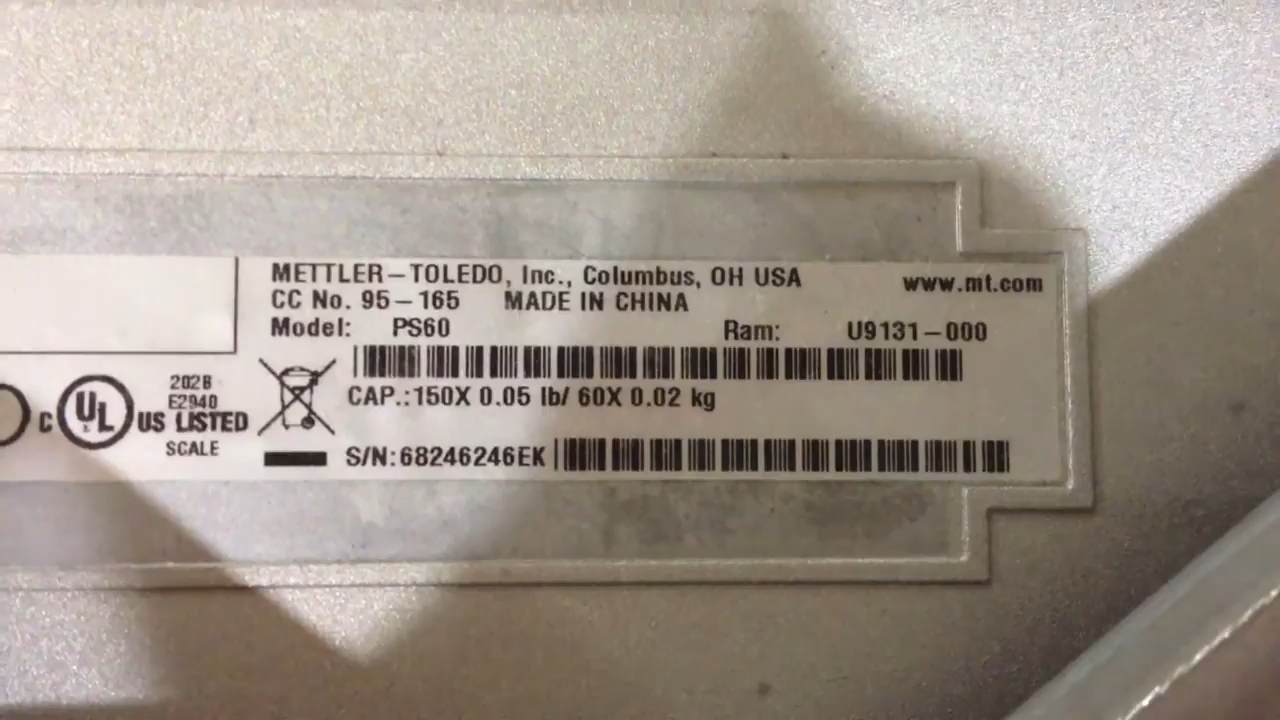 METTLER-TOLEDO, Inc., Columbus, OH USA www.mt.com
CC No. 95-165 MADE IN CHINA
Model: PS60 Ram: U9131-000
CAP.:150X 0.05 lb/ 60X 0.02 kg
202B
E2940
C UL US LISTED
SCALE
S/N:68246246EK